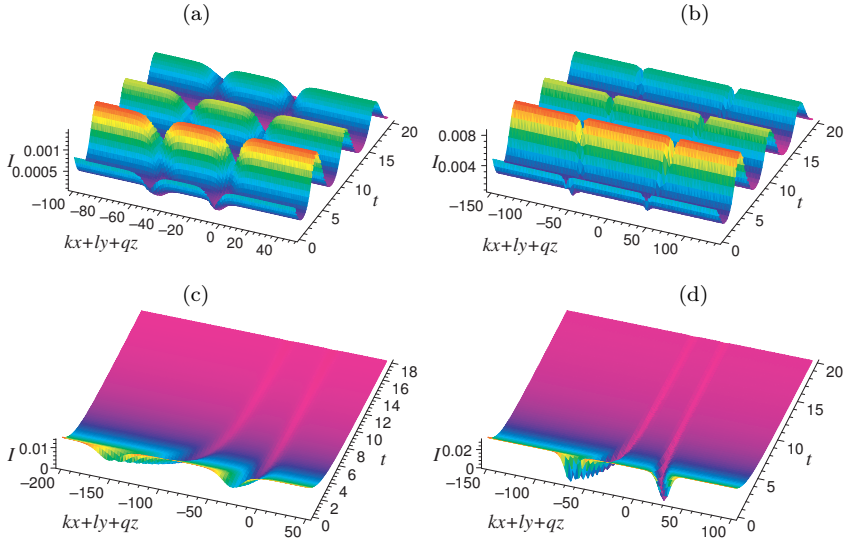 (a) (b)
I 0.001 0.0005
−100 −80 −60 −40 −20 0 20 40
kx+ly+qz
0 5 10 15 20
t
I 0.008 0.004
−150 −100 −50 0 50 100
kx+ly+qz
0 5 10 15 20
t
(c) (d)
I 0.01 0
−200 −150 −100 −50 0 50
kx+ly+qz
0 2 4 6 8 10 12 14 16 18
t
I 0.02 0
−150 −100 −50 0 50 100
kx+ly+qz
0 5 10 15 20
t